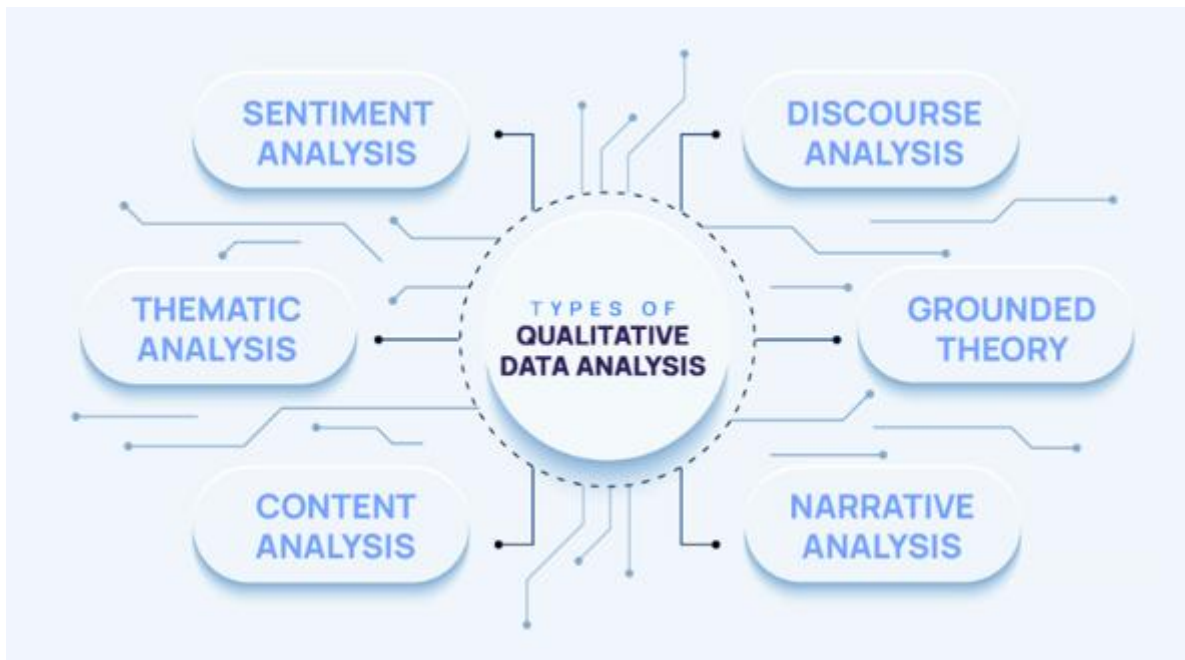 SENTIMENT
ANALYSIS
DISCOURSE
ANALYSIS
THEMATIC
ANALYSIS
TYPES OF
QUALITATIVE
DATA ANALYSIS
GROUNDED
THEORY
CONTENT
ANALYSIS
NARRATIVE
ANALYSIS